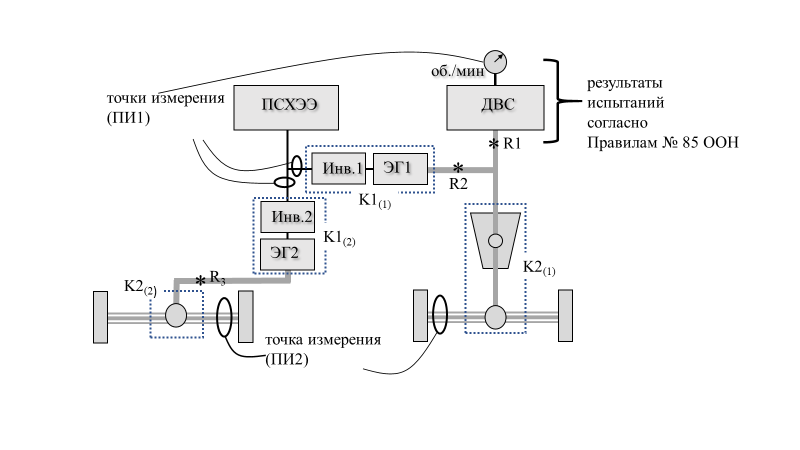 об./мин
точки измерения
(ПИ1)
ПСХЭЭ
ДВС
результаты
испытаний
согласно
Правилам № 85 ООН
R1
Инв.1
ЭГ1
R2
K1(1)
Инв.2
K1(2)
ЭГ2
K2(1)
R3
K2(2)
точка измерения
(ПИ2)